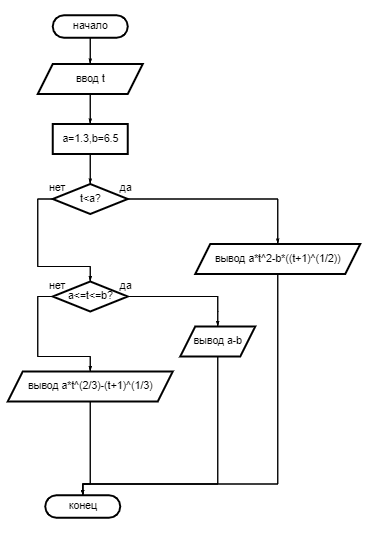 начало
ввод t
a=1.3,b=6.5
нет
да
t<a?
вывод a*t^2-b*((t+1)^(1/2))
нет
да
a<=t<=b?
вывод a-b
вывод a*t^(2/3)-(t+1)^(1/3)
конец